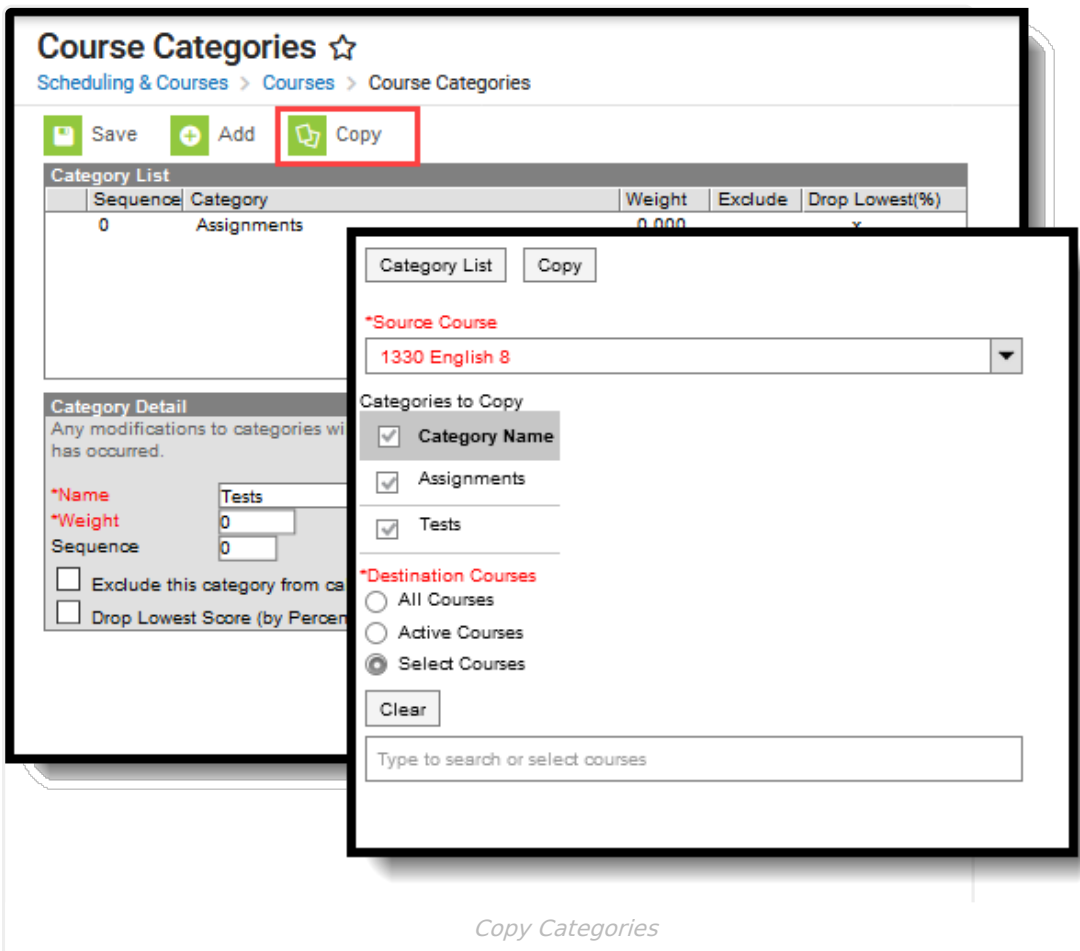 Course Categories
Scheduling & Courses > Courses > Course Categories
Save Add Copy
Category List
Sequence Category Weight Exclude Drop Lowest(%)
0 Assignments 0.000 x
Category List Copy
*Source Course
1330 English 8
Categories to Copy
Category Name
Assignments
Tests
*Destination Courses
All Courses
Active Courses
Select Courses
Clear
Type to search or select courses
Category Detail
Any modifications to categories wi
has occurred.
*Name Tests
*Weight 0
Sequence 0
Exclude this category from ca
Drop Lowest Score (by Percen
Copy Categories